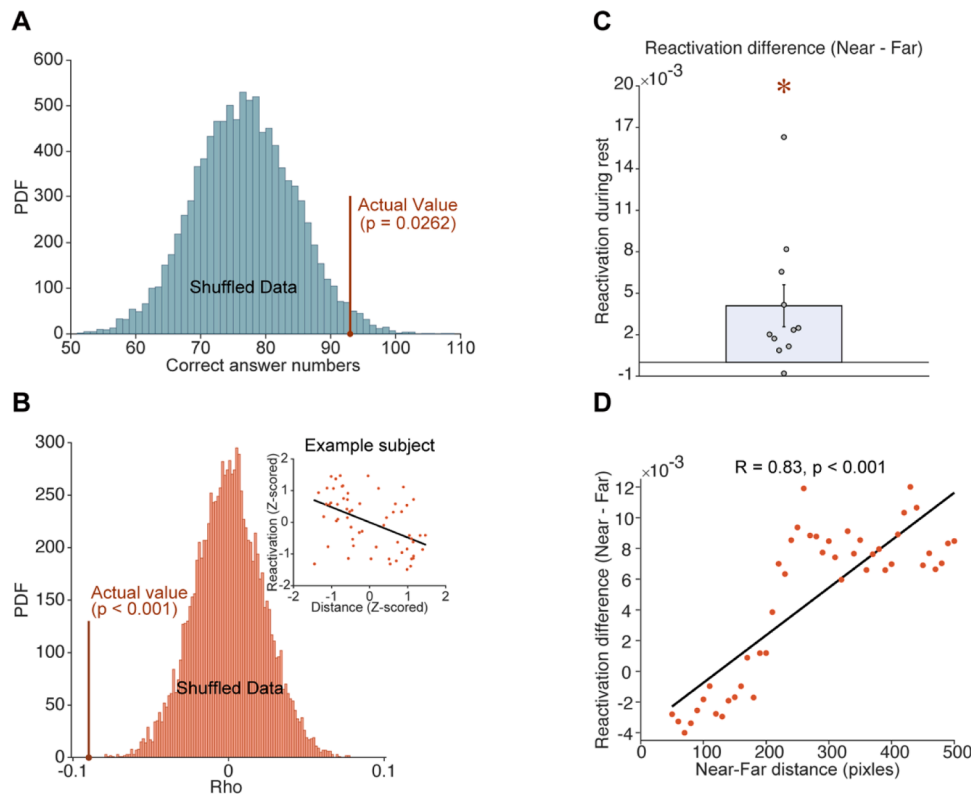 A
600
500
400
300
200
100
0
PDF
Actual Value
(p = 0.0262)
Shuffled Data
50 60 70 80 90 100 110
Correct answer numbers
B
300
250
200
150
100
50
0
PDF
Actual value
(p < 0.001)
Shuffled Data
-0.1 0 0.1
Rho
Example subject
2
1
0
-1
-2
Reactivation (Z-scored)
-2 -1 0 1 2
Distance (Z-scored)
C
Reactivation difference (Near - Far)
×10-3
20
17
14
11
8
5
2
-1
Reactivation during rest
*
D
R = 0.83, p < 0.001
×10-3
12
10
8
6
4
2
0
-2
-4
Reactivation difference (Near - Far)
0 100 200 300 400 500
Near-Far distance (pixles)